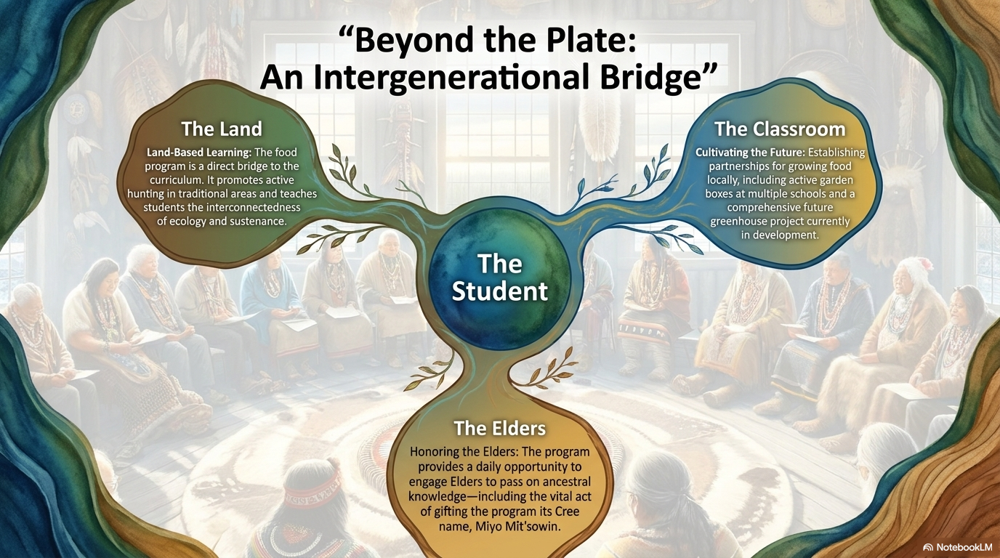 “Beyond the Plate:
An Intergenerational Bridge”
The Land
Land-Based Learning: The food
program is a direct bridge to the
curriculum. It promotes active
hunting in traditional areas and teaches
students the interconnectedness
of ecology and sustenance.
The Classroom
Cultivating the Future: Establishing
partnerships for growing food
locally, including active garden
boxes at multiple schools and a
comprehensive future
greenhouse project currently
in development.
The
Student
The Elders
Honoring the Elders: The program
provides a daily opportunity to
engage Elders to pass on ancestral
knowledge—including the vital act
of gifting the program its Cree
name, Miyo Mit'sowin.
NotebookLM